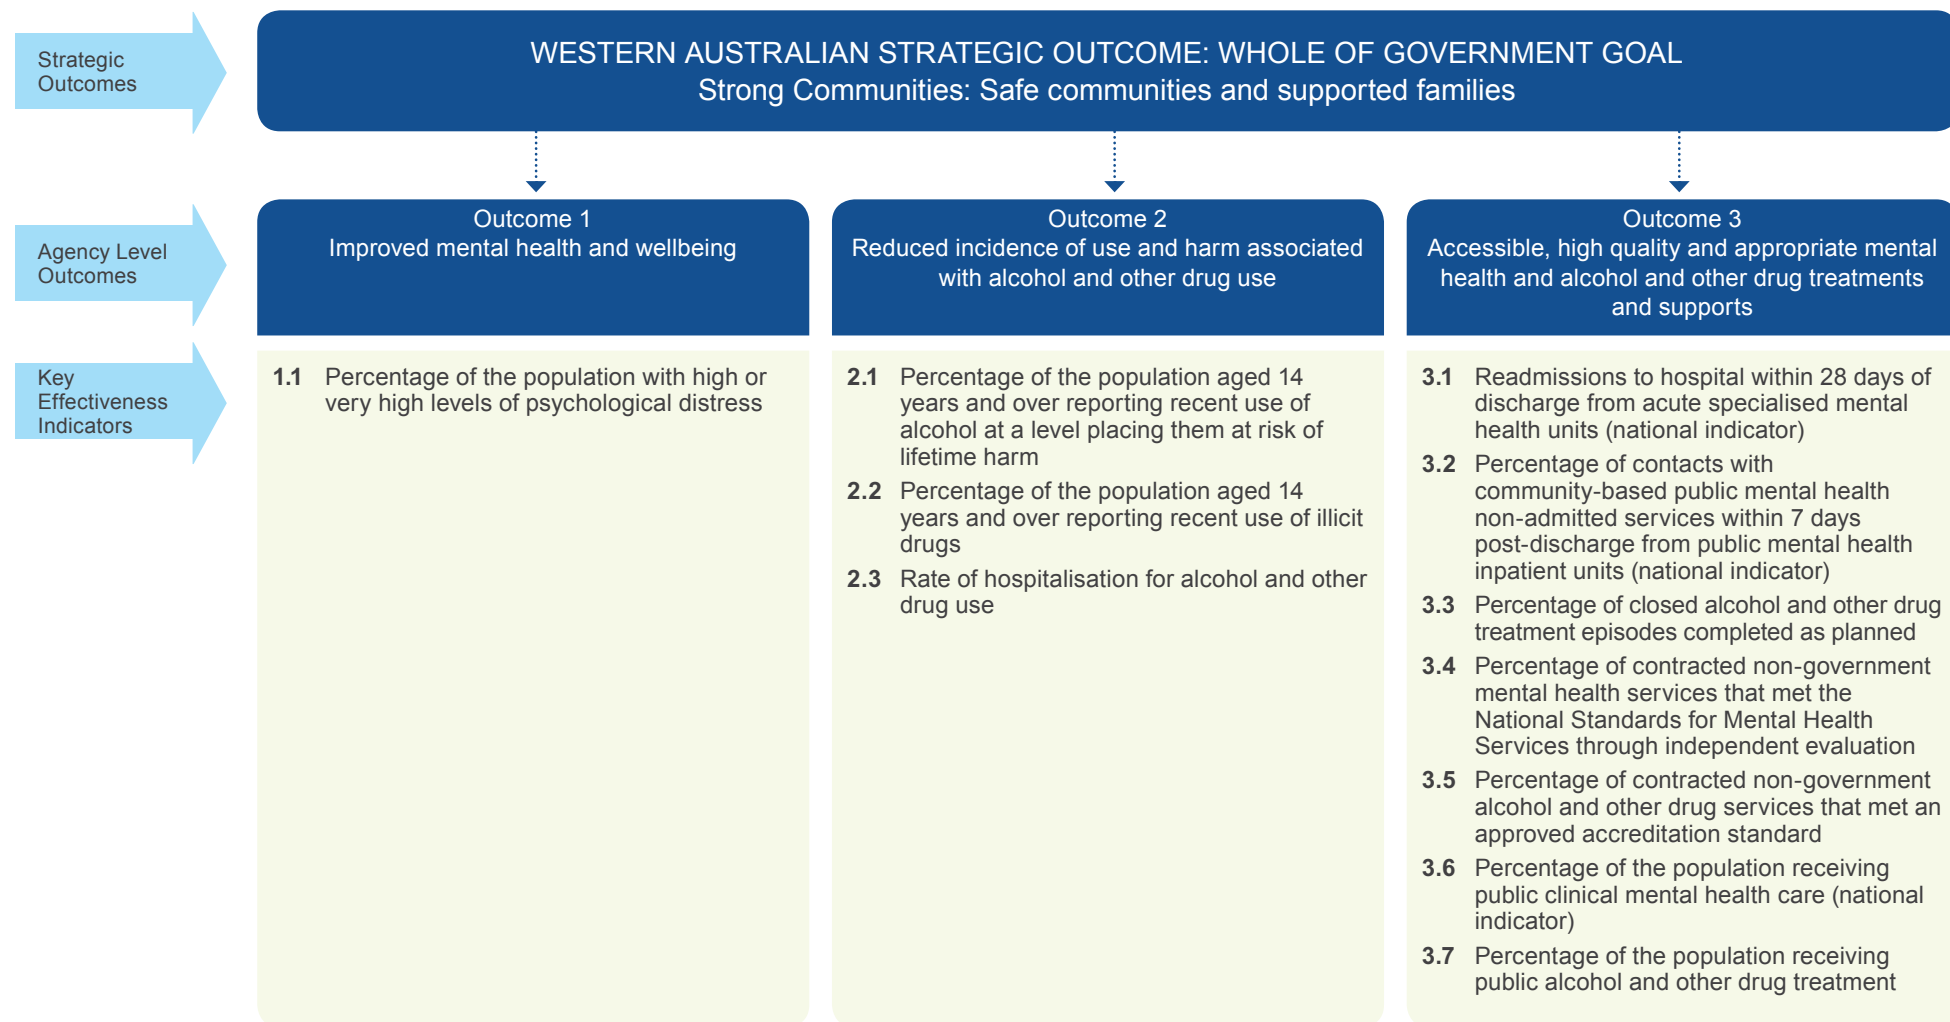 Strategic
Outcomes
WESTERN AUSTRALIAN STRATEGIC OUTCOME: WHOLE OF GOVERNMENT GOAL
Strong Communities: Safe communities and supported families
Agency Level
Outcomes
Outcome 1
Improved mental health and wellbeing
Outcome 2
Reduced incidence of use and harm associated
with alcohol and other drug use
Outcome 3
Accessible, high quality and appropriate mental
health and alcohol and other drug treatments
and supports
Key
Effectiveness
Indicators
1.1 Percentage of the population with high or
very high levels of psychological distress
2.1 Percentage of the population aged 14
years and over reporting recent use of
alcohol at a level placing them at risk of
lifetime harm
2.2 Percentage of the population aged 14
years and over reporting recent use of illicit
drugs
2.3 Rate of hospitalisation for alcohol and other
drug use
3.1 Readmissions to hospital within 28 days of
discharge from acute specialised mental
health units (national indicator)
3.2 Percentage of contacts with
community-based public mental health
non-admitted services within 7 days
post-discharge from public mental health
inpatient units (national indicator)
3.3 Percentage of closed alcohol and other drug
treatment episodes completed as planned
3.4 Percentage of contracted non-government
mental health services that met the
National Standards for Mental Health
Services through independent evaluation
3.5 Percentage of contracted non-government
alcohol and other drug services that met an
approved accreditation standard
3.6 Percentage of the population receiving
public clinical mental health care (national
indicator)
3.7 Percentage of the population receiving
public alcohol and other drug treatment